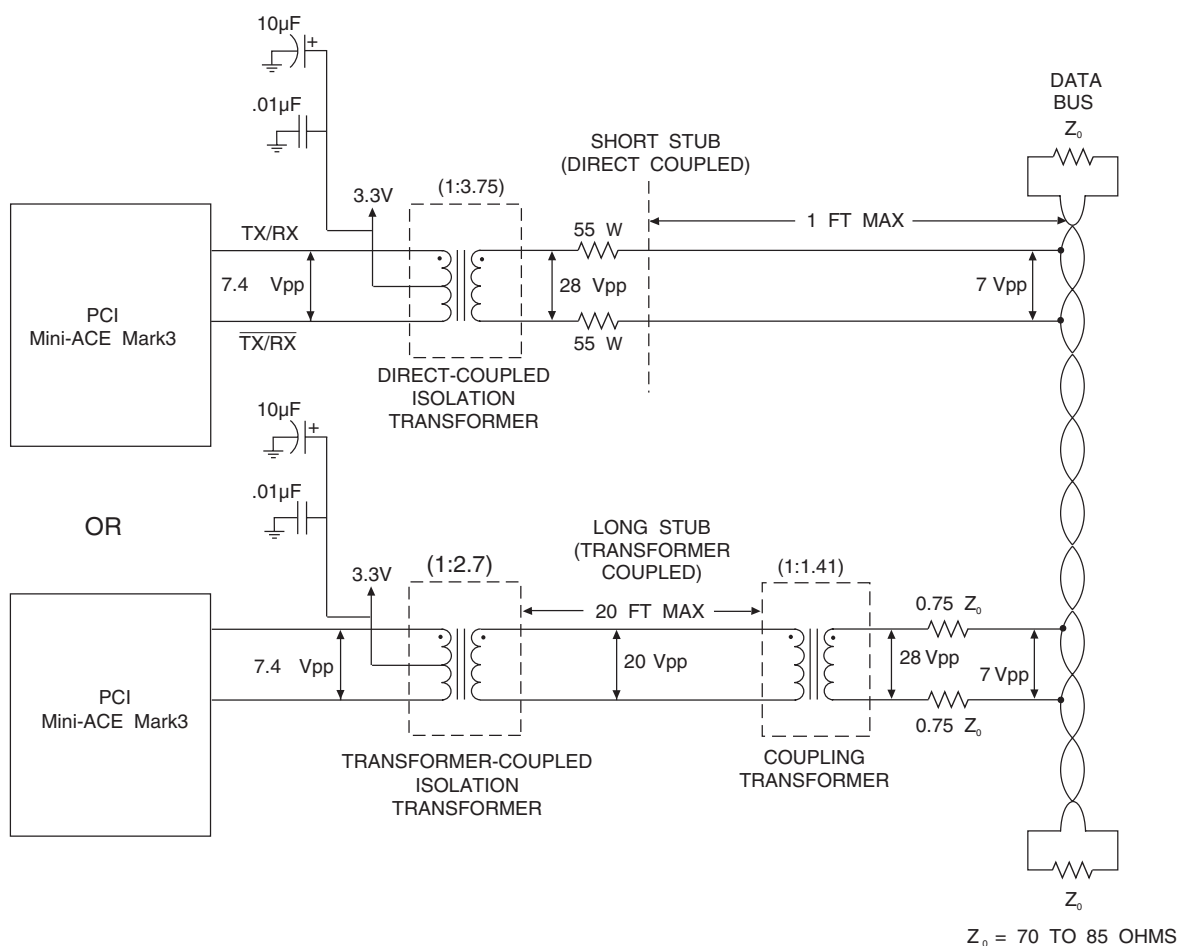 10µF
+
.01µF
3.3V
(1:3.75)
SHORT STUB
(DIRECT COUPLED)
DATA
BUS
Z₀
1 FT MAX
TX/RX
55 W
7.4 Vpp
28 Vpp
7 Vpp
PCI
Mini-ACE Mark3
TX/RX
55 W
DIRECT-COUPLED
ISOLATION
TRANSFORMER
10µF
+
.01µF
OR
3.3V
(1:2.7)
LONG STUB
(TRANSFORMER
COUPLED)
(1:1.41)
20 FT MAX
0.75 Z₀
7.4 Vpp
20 Vpp
28 Vpp
7 Vpp
PCI
Mini-ACE Mark3
0.75 Z₀
TRANSFORMER-COUPLED
ISOLATION
TRANSFORMER
COUPLING
TRANSFORMER
Z₀
Z₀ = 70 TO 85 OHMS